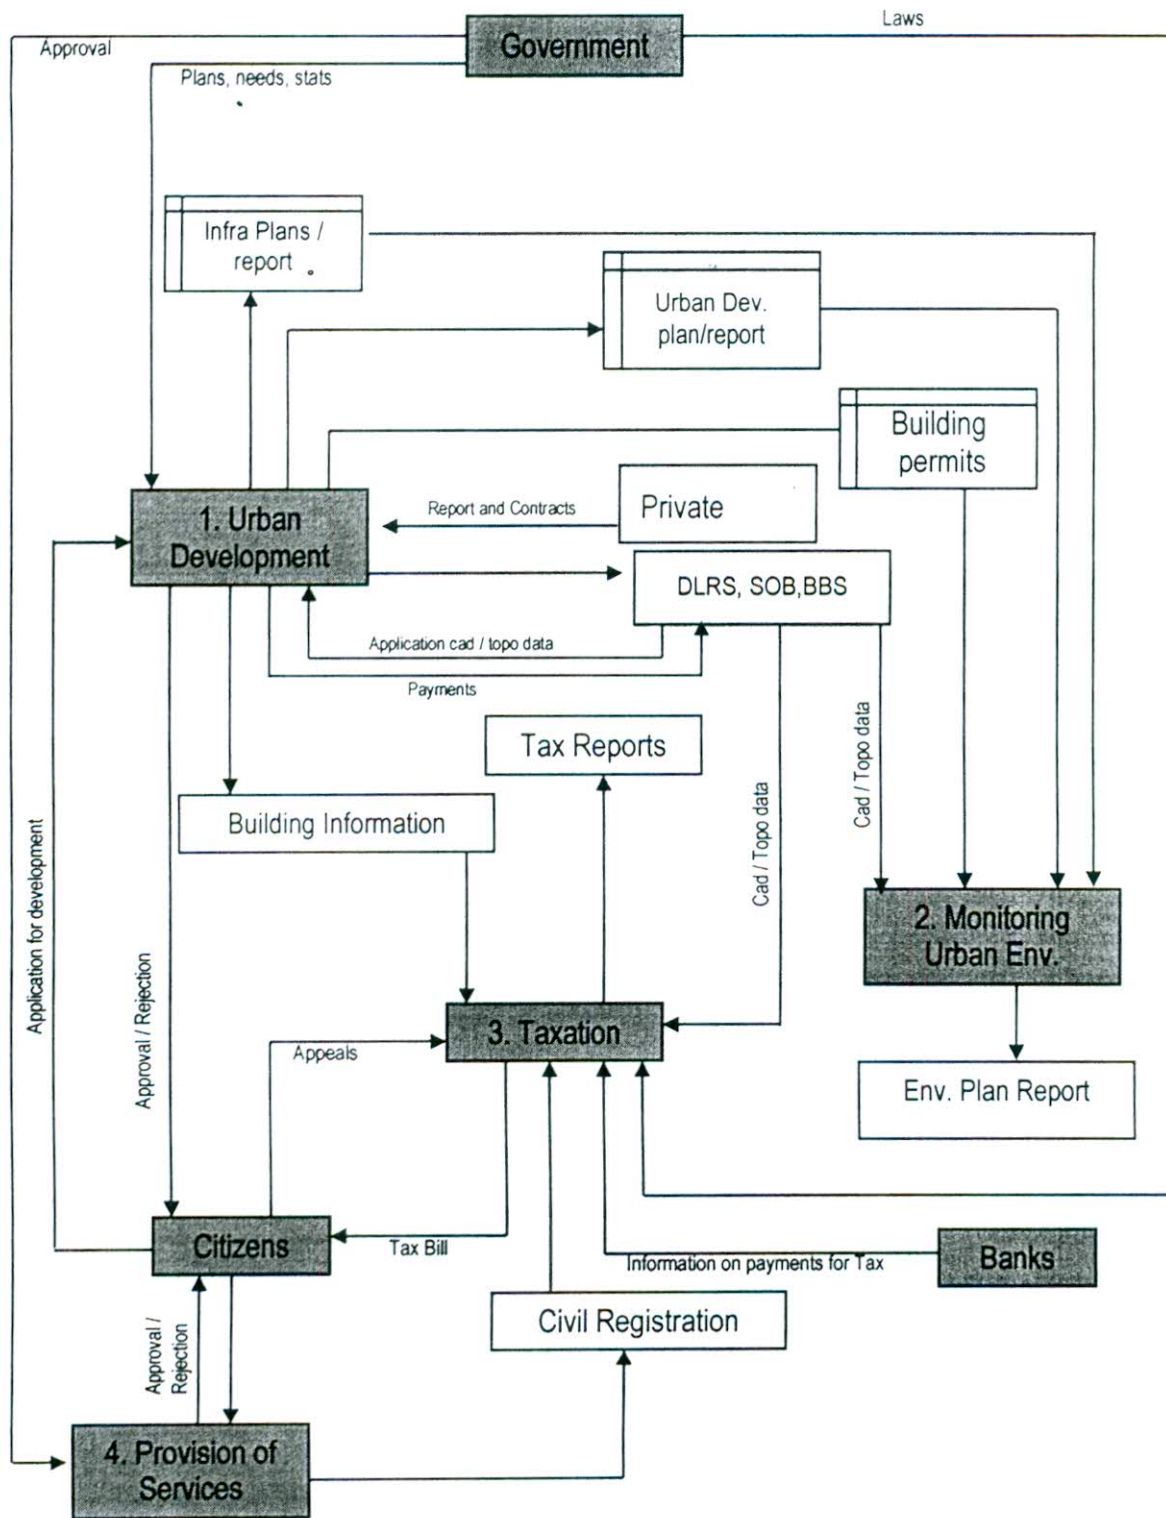 Laws
Government
Approval
Plans, needs, stats
Infra Plans /
report
Urban Dev.
plan/report
Building
permits
1. Urban
Development
Report and Contracts
Private
DLRS, SOB,BBS
Application cad / topo data
Payments
Tax Reports
Building Information
Cad / Topo data
Cad / Topo data
Application for development
2. Monitoring
Urban Env.
Approval / Rejection
3. Taxation
Appeals
Env. Plan Report
Citizens
Tax Bill
Information on payments for Tax
Banks
Civil Registration
Approval /
Rejection
4. Provision of
Services